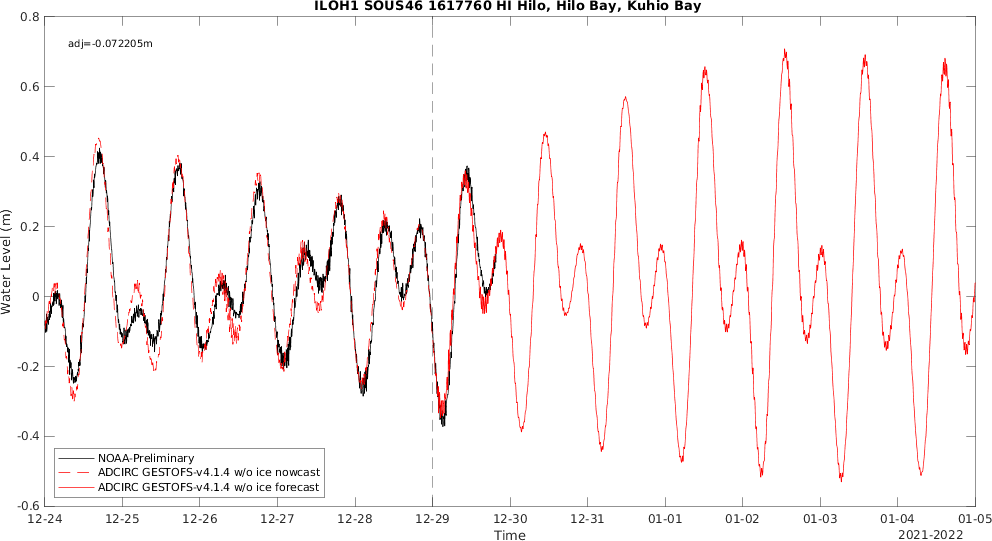 ILOH1 SOUS46 1617760 HI Hilo, Hilo Bay, Kuhio Bay
adj=-0.072205m
0.8
0.6
0.4
0.2
0
-0.2
-0.4
-0.6
Water Level (m)
NOAA-Preliminary
ADCIRC GESTOFS-v4.1.4 w/o ice nowcast
ADCIRC GESTOFS-v4.1.4 w/o ice forecast
12-24 12-25 12-26 12-27 12-28 12-29 12-30 12-31 01-01 01-02 01-03 01-04 01-05
Time
2021-2022